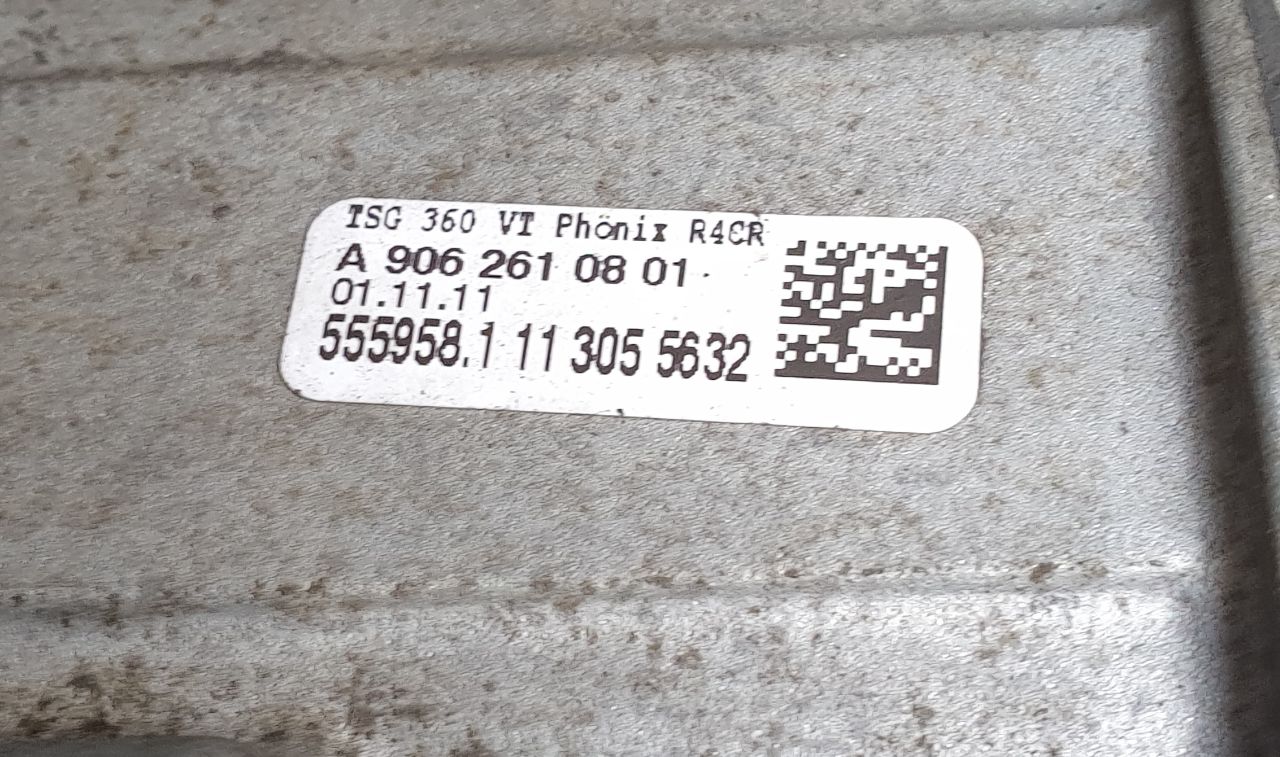 TSG 360 VT Phönix R4CR
A 906 261 08 01
01.11.11
555958.1 11 305 5632